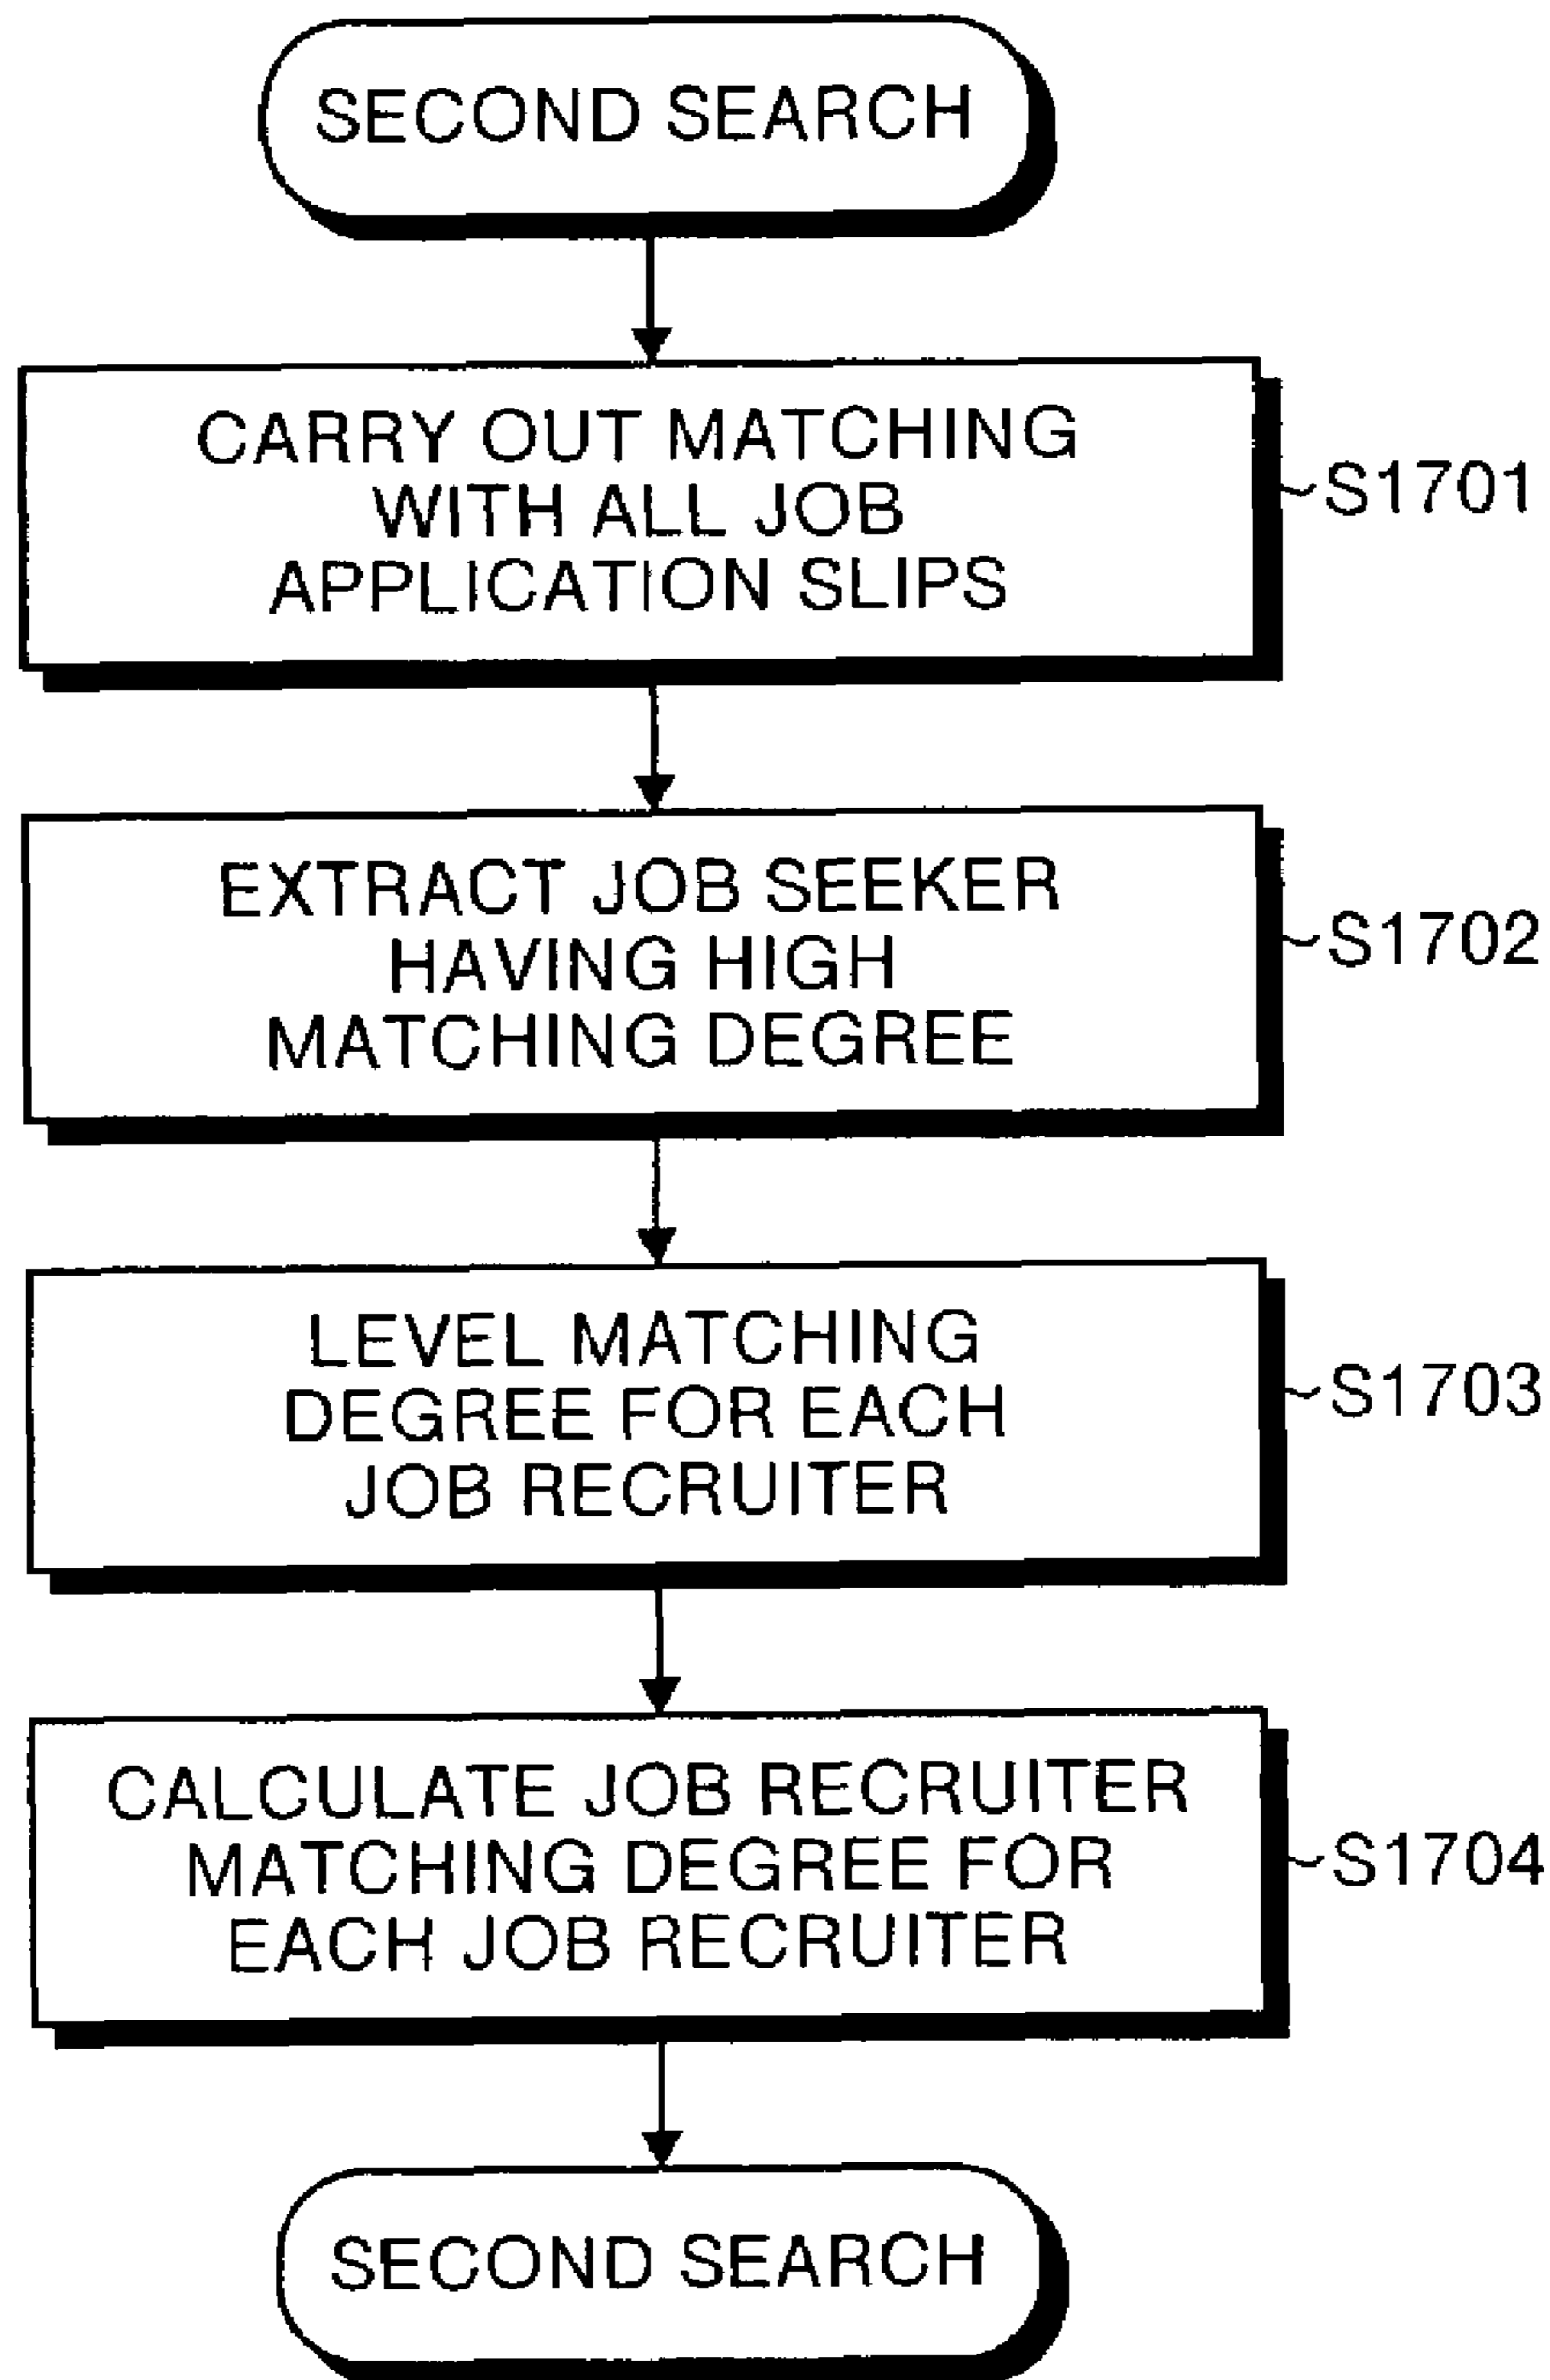 SECOND SEARCH
CARRY OUT MATCHING
WITH ALL JOB
APPLICATION SLIPS
S1701
EXTRACT JOB SEEKER
HAVING HIGH
MATCHING DEGREE
S1702
LEVEL MATCHING
DEGREE FOR EACH
JOB RECRUITER
S1703
CALCULATE JOB RECRUITER
MATCHING DEGREE FOR
EACH JOB RECRUITER
S1704
SECOND SEARCH